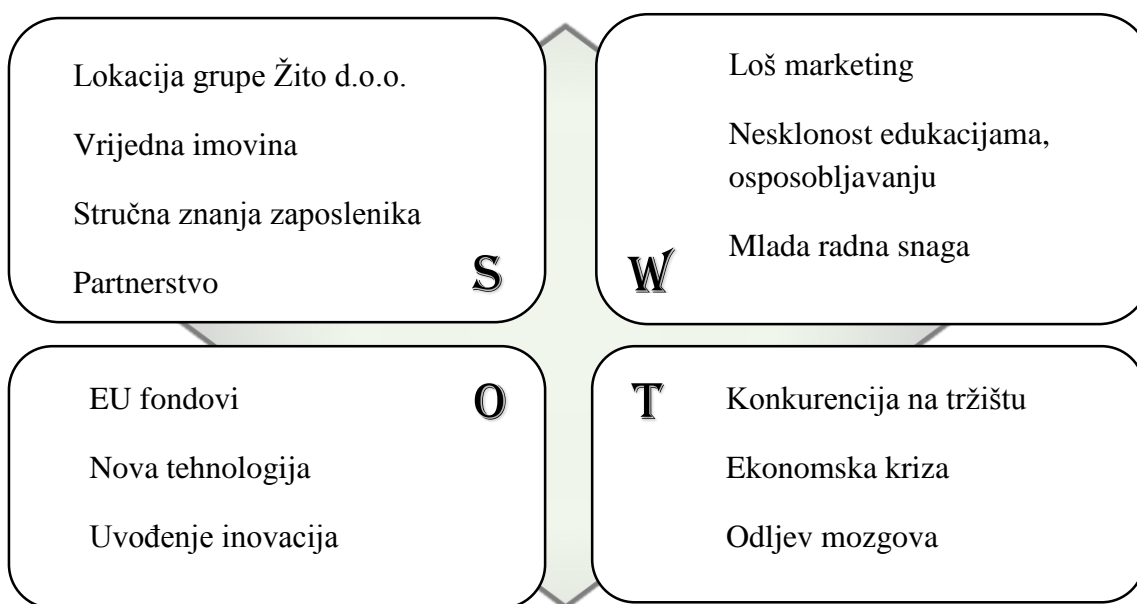 Lokacija grupe Žito d.o.o.
Vrijedna imovina
Stručna znanja zaposlenika
Partnerstvo
S
Loš marketing
Nesklonost edukacijama,
osposobljavanju
Mlada radna snaga
W
EU fondovi
O
Nova tehnologija
Uvođenje inovacija
T
Konkurencija na tržištu
Ekonomska kriza
Odljev mozgova